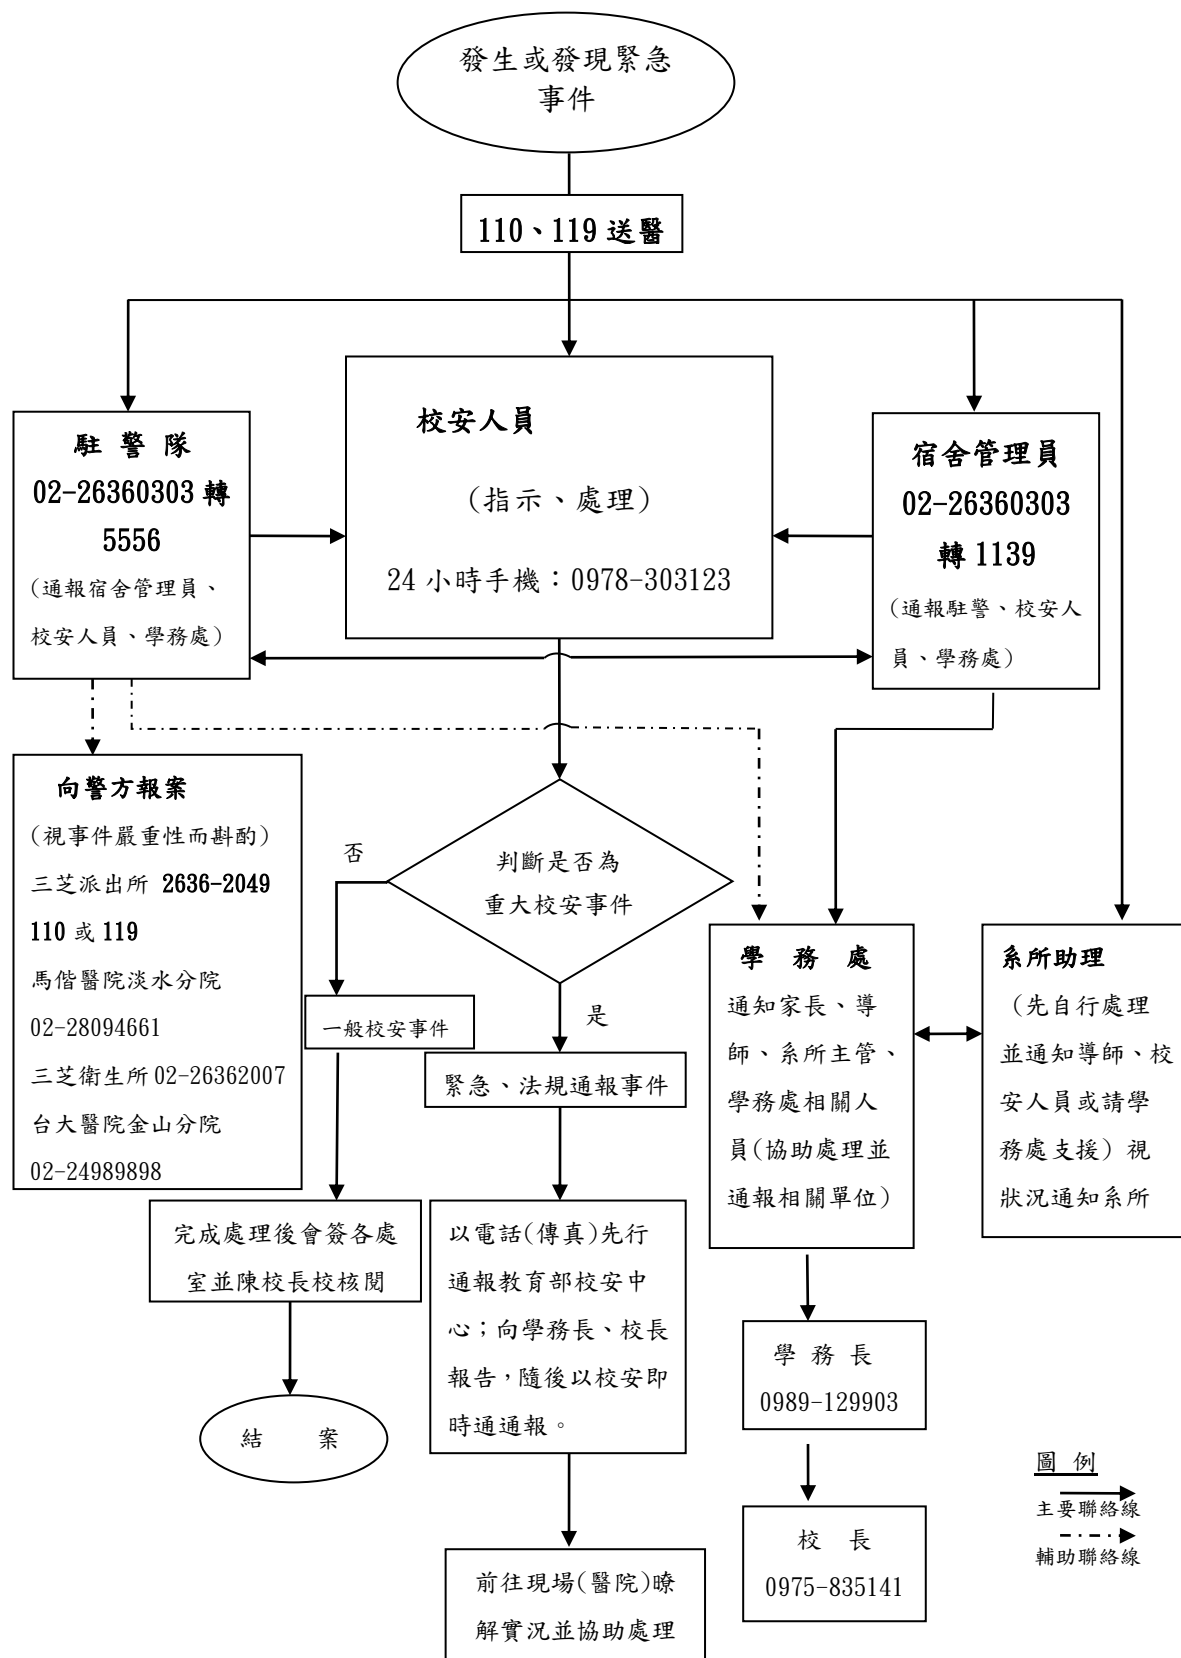 發生或發現緊急
事件
110、119 送醫
駐 警 隊
02-26360303 轉
5556
(通報宿舍管理員、
校安人員、學務處)
校安人員
(指示、處理)
24 小時手機：0978-303123
宿舍管理員
02-26360303
轉 1139
(通報駐警、校安人
員、學務處)
向警方報案
(視事件嚴重性而斟酌)
三芝派出所 2636-2049
110 或 119
馬偕醫院淡水分院
02-28094661
三芝衛生所 02-26362007
台大醫院金山分院
02-24989898
否
判斷是否為
重大校安事件
是
一般校安事件
緊急、法規通報事件
學 務 處
通知家長、導
師、系所主管、
學務處相關人
員(協助處理並
通報相關單位)
系所助理
(先自行處理
並通知導師、校
安人員或請學
務處支援) 視
狀況通知系所
完成處理後會簽各處
室並陳校長校核閱
以電話(傳真)先行
通報教育部校安中
心；向學務長、校長
報告，隨後以校安即
時通通報。
結 案
學 務 長
0989-129903
校 長
0975-835141
前往現場(醫院)瞭
解實況並協助處理
圖 例
主要聯絡線
輔助聯絡線